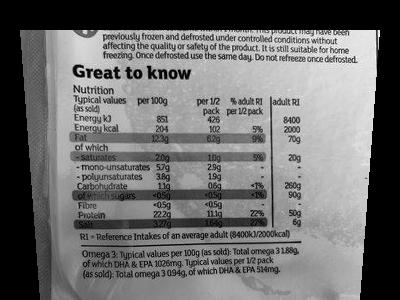 This product may have been
previously frozen and defrosted under controlled conditions without
affecting the quality or safety of the product. It is still suitable for home
freezing. Once defrosted use the same day. Do not refreeze once defrosted.
Great to know
Nutrition
Typical values (as sold) per 100g per 1/2 pack % adult RI per 1/2 pack adult RI
Energy kJ 851 426 8400
Energy kcal 204 102 5% 2000
Fat 12.3g 6.2g 9% 70g
of which
- saturates 2.0g 1.0g 5% 20g
- mono-unsaturates 5.7g 2.9g - -
- polyunsaturates 3.8g 1.9g - -
Carbohydrate 1.1g 0.6g <1% 260g
of which sugars <0.5g <0.5g <1% 90g
Fibre <0.5g <0.5g - -
Protein 22.2g 11.1g 22% 50g
Salt 3.27g 1.64g 27% 6g
RI = Reference Intakes of an average adult (8400kJ/2000kcal)
Omega 3: Typical values per 100g (as sold): Total omega 3 1.88g,
of which DHA & EPA 1026mg. Typical values per 1/2 pack
(as sold): Total omega 3 0.94g, of which DHA & EPA 514mg.